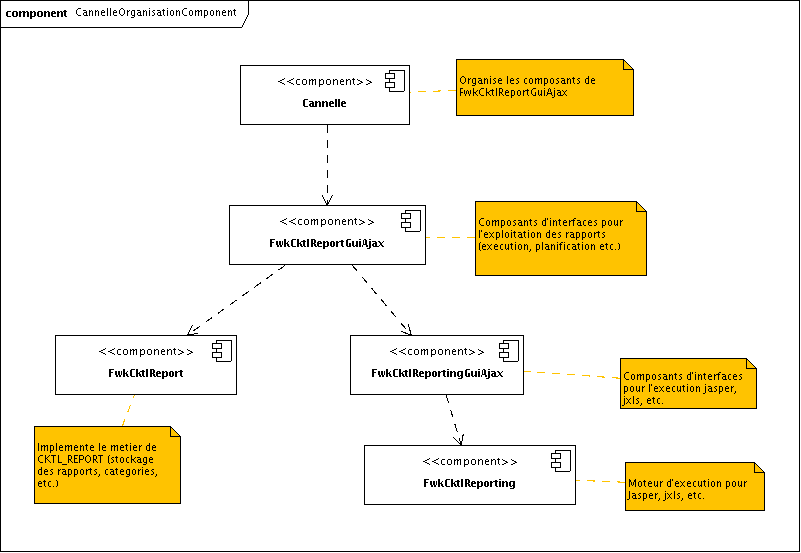 component CannelleOrganisationComponent
<<component>>
Cannelle
Organise les composants de
FwkCktlReportGuiAjax
<<component>>
FwkCktlReportGuiAjax
Composants d'interfaces pour
l'exploitation des rapports
(execution, planification etc.)
<<component>>
FwkCktlReport
<<component>>
FwkCktlReportingGuiAjax
Composants d'interfaces
pour l'execution jasper,
jxls, etc.
Implemente le metier de
CKTL_REPORT (stockage
des rapports, categories,
etc.)
<<component>>
FwkCktlReporting
Moteur d'execution pour
Jasper, jxls, etc.